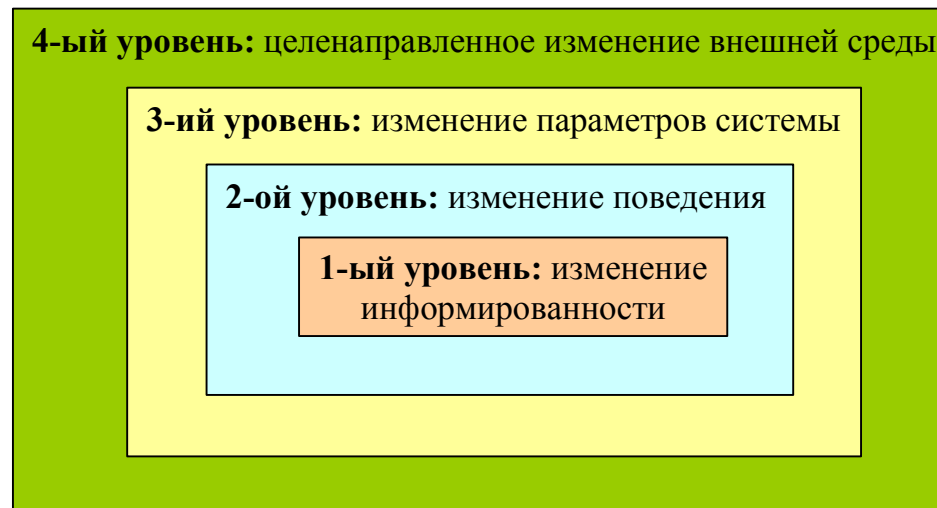 4-ый уровень: целенаправленное изменение внешней среды
3-ий уровень: изменение параметров системы
2-ой уровень: изменение поведения
1-ый уровень: изменение
информированности